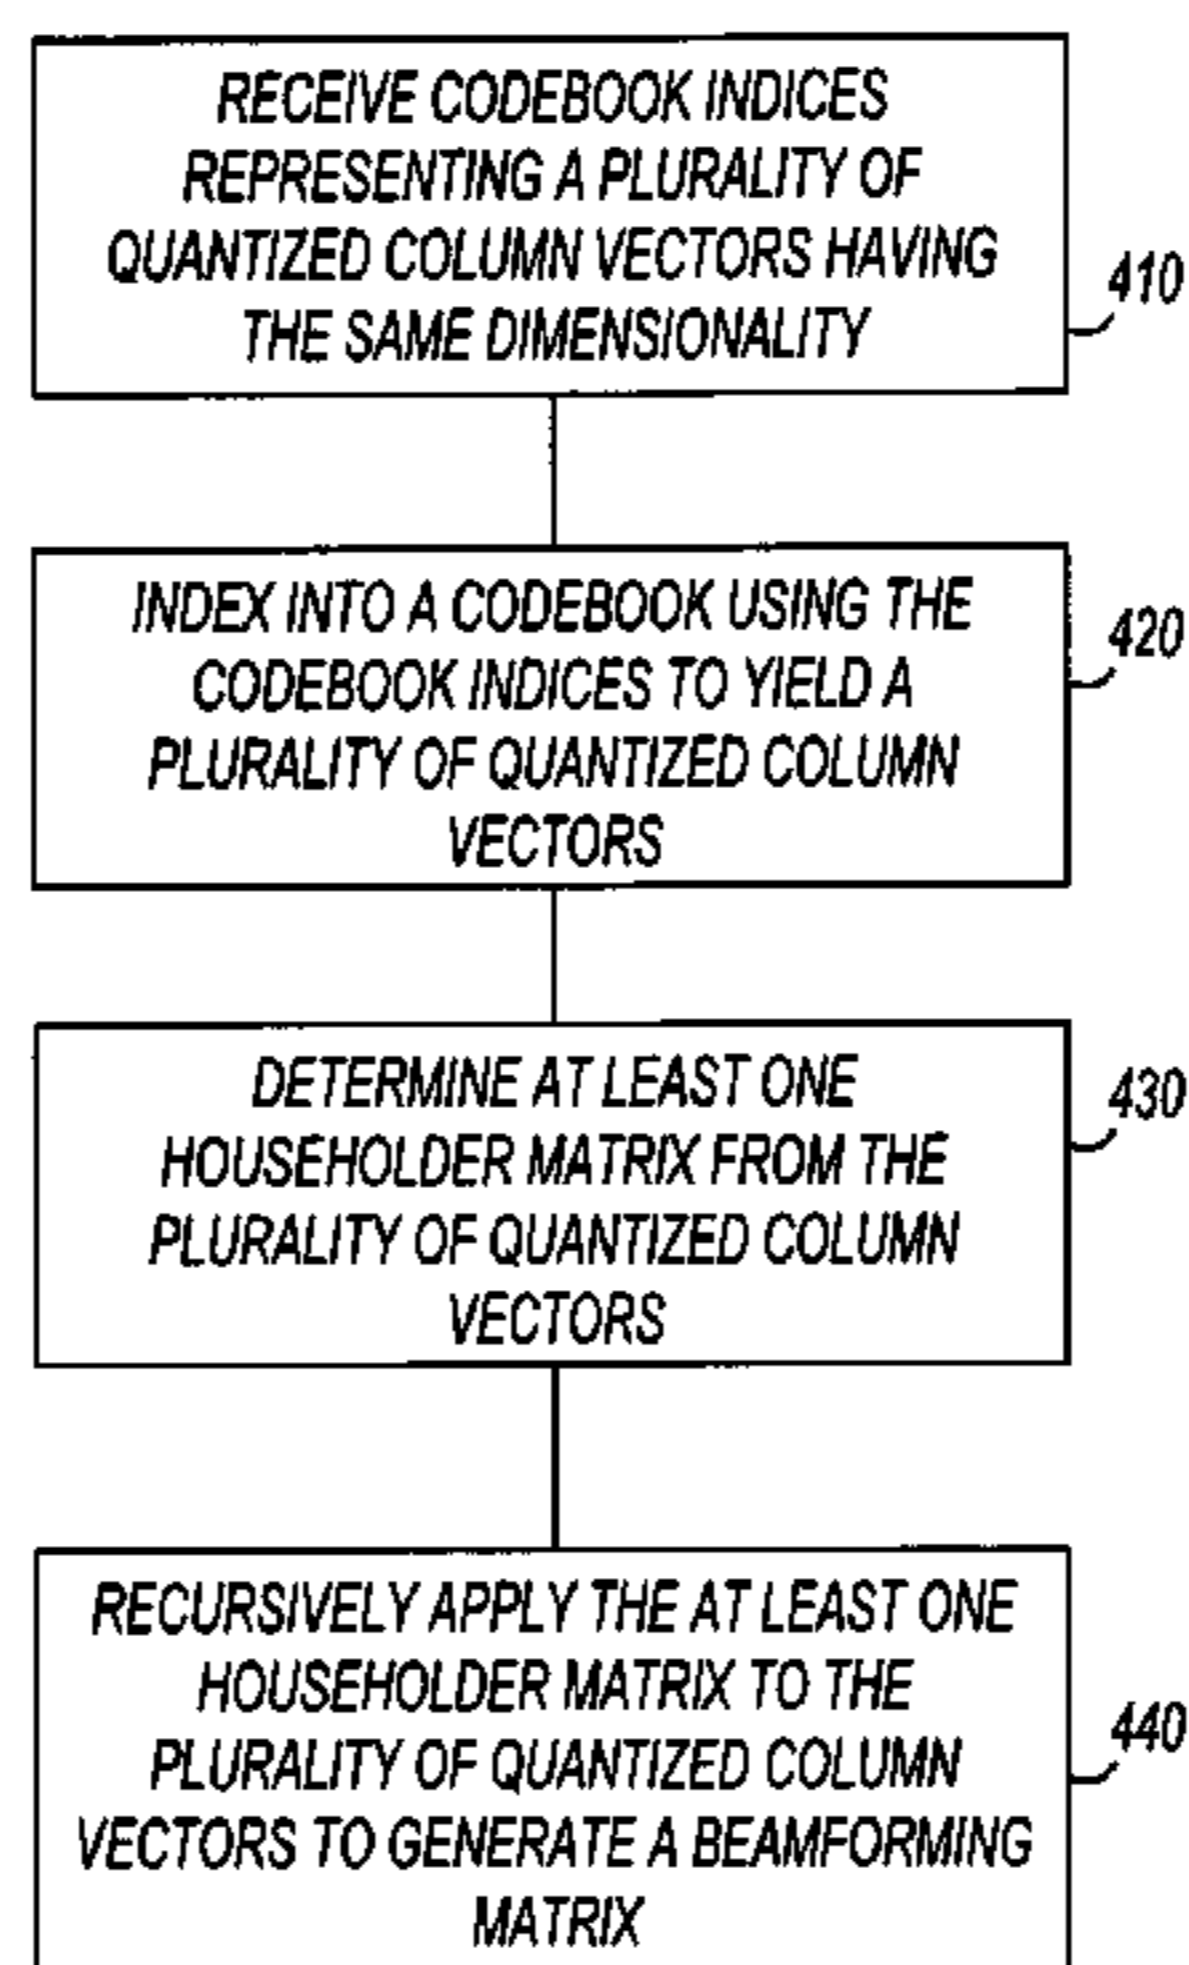 RECEIVE CODEBOOK INDICES
REPRESENTING A PLURALITY OF
QUANTIZED COLUMN VECTORS HAVING
THE SAME DIMENSIONALITY
410
INDEX INTO A CODEBOOK USING THE
CODEBOOK INDICES TO YIELD A
PLURALITY OF QUANTIZED COLUMN
VECTORS
420
DETERMINE AT LEAST ONE
HOUSEHOLDER MATRIX FROM THE
PLURALITY OF QUANTIZED COLUMN
VECTORS
430
RECURSIVELY APPLY THE AT LEAST ONE
HOUSEHOLDER MATRIX TO THE
PLURALITY OF QUANTIZED COLUMN
VECTORS TO GENERATE A BEAMFORMING
MATRIX
440